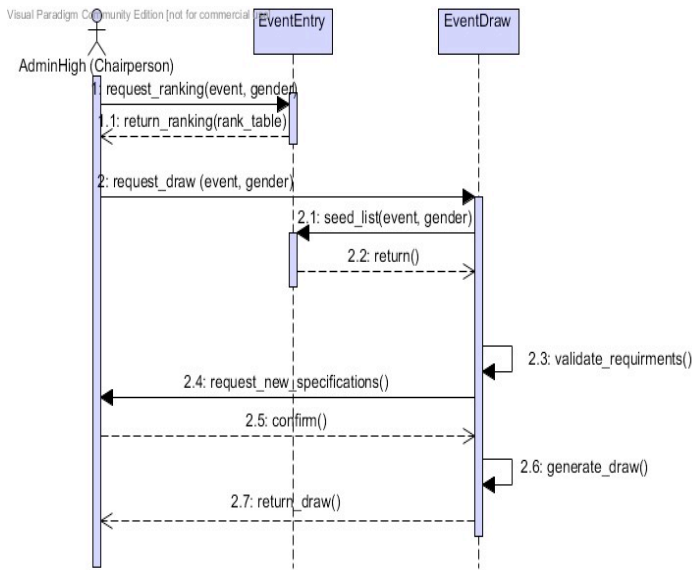 Visual Paradigm Community Edition [not for commercial use]
EventEntry
EventDraw
AdminHigh (Chairperson)
1: request_ranking(event, gender)
1.1: return_ranking(rank_table)
2: request_draw (event, gender)
2.1: seed_list(event, gender)
2.2: return()
2.3: validate_requirments()
2.4: request_new_specifications()
2.5: confirm()
2.6: generate_draw()
2.7: return_draw()